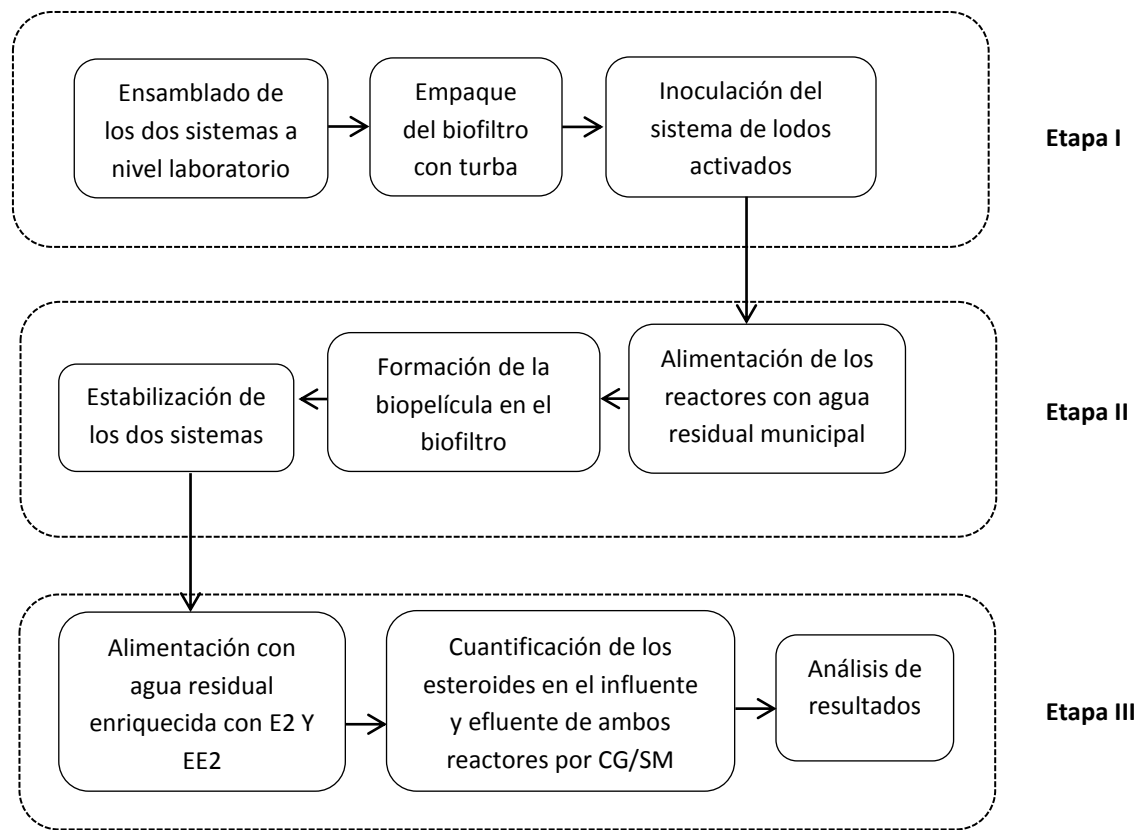 Ensamblado de
los dos sistemas a
nivel laboratorio
Empaque
del biofiltro
con turba
Inoculación del
sistema de lodos
activados
Etapa I
Alimentación de los
reactores con agua
residual municipal
Formación de la
biopelícula en el
biofiltro
Estabilización de
los dos sistemas
Etapa II
Alimentación con
agua residual
enriquecida con E2 Y
EE2
Cuantificación de los
esteroides en el influente
y efluente de ambos
reactores por CG/SM
Análisis de
resultados
Etapa III